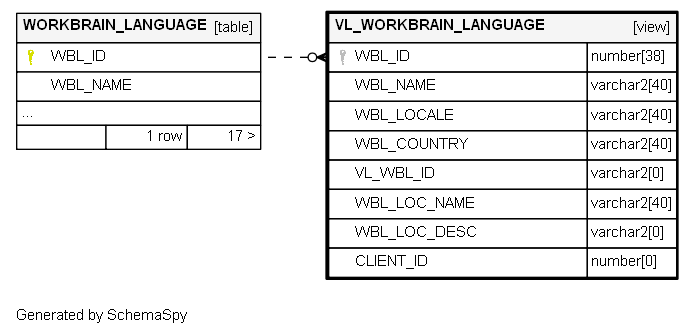 WORKBRAIN_LANGUAGE [table]
WBL_ID
WBL_NAME
...
1 row 17 >
VL_WORKBRAIN_LANGUAGE [view]
WBL_ID number[38]
WBL_NAME varchar2[40]
WBL_LOCALE varchar2[40]
WBL_COUNTRY varchar2[40]
VL_WBL_ID varchar2[0]
WBL_LOC_NAME varchar2[40]
WBL_LOC_DESC varchar2[0]
CLIENT_ID number[0]
Generated by SchemaSpy